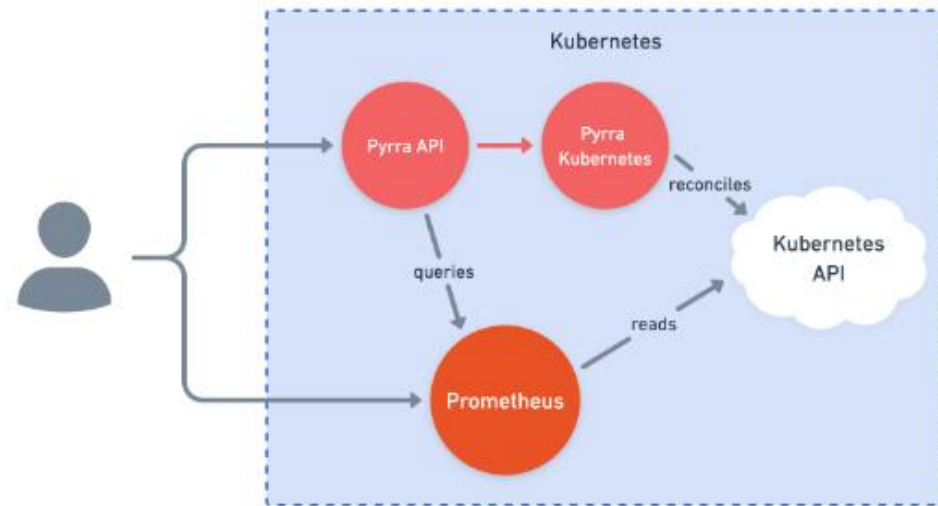 Kubernetes
Pyrra API
Pyrra
Kubernetes
reconciles
Kubernetes
API
queries
reads
Prometheus